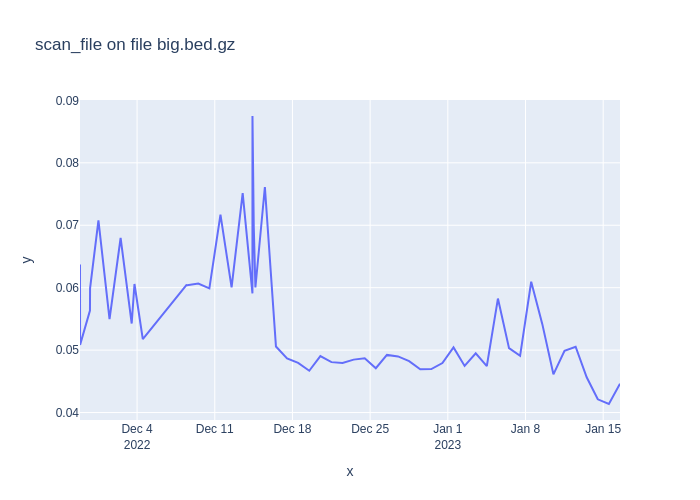 scan_file on file big.bed.gz
0.09
0.08
0.07
0.06
0.05
0.04
y
Dec 4
2022
Dec 11
Dec 18
Dec 25
Jan 1
2023
Jan 8
Jan 15
x